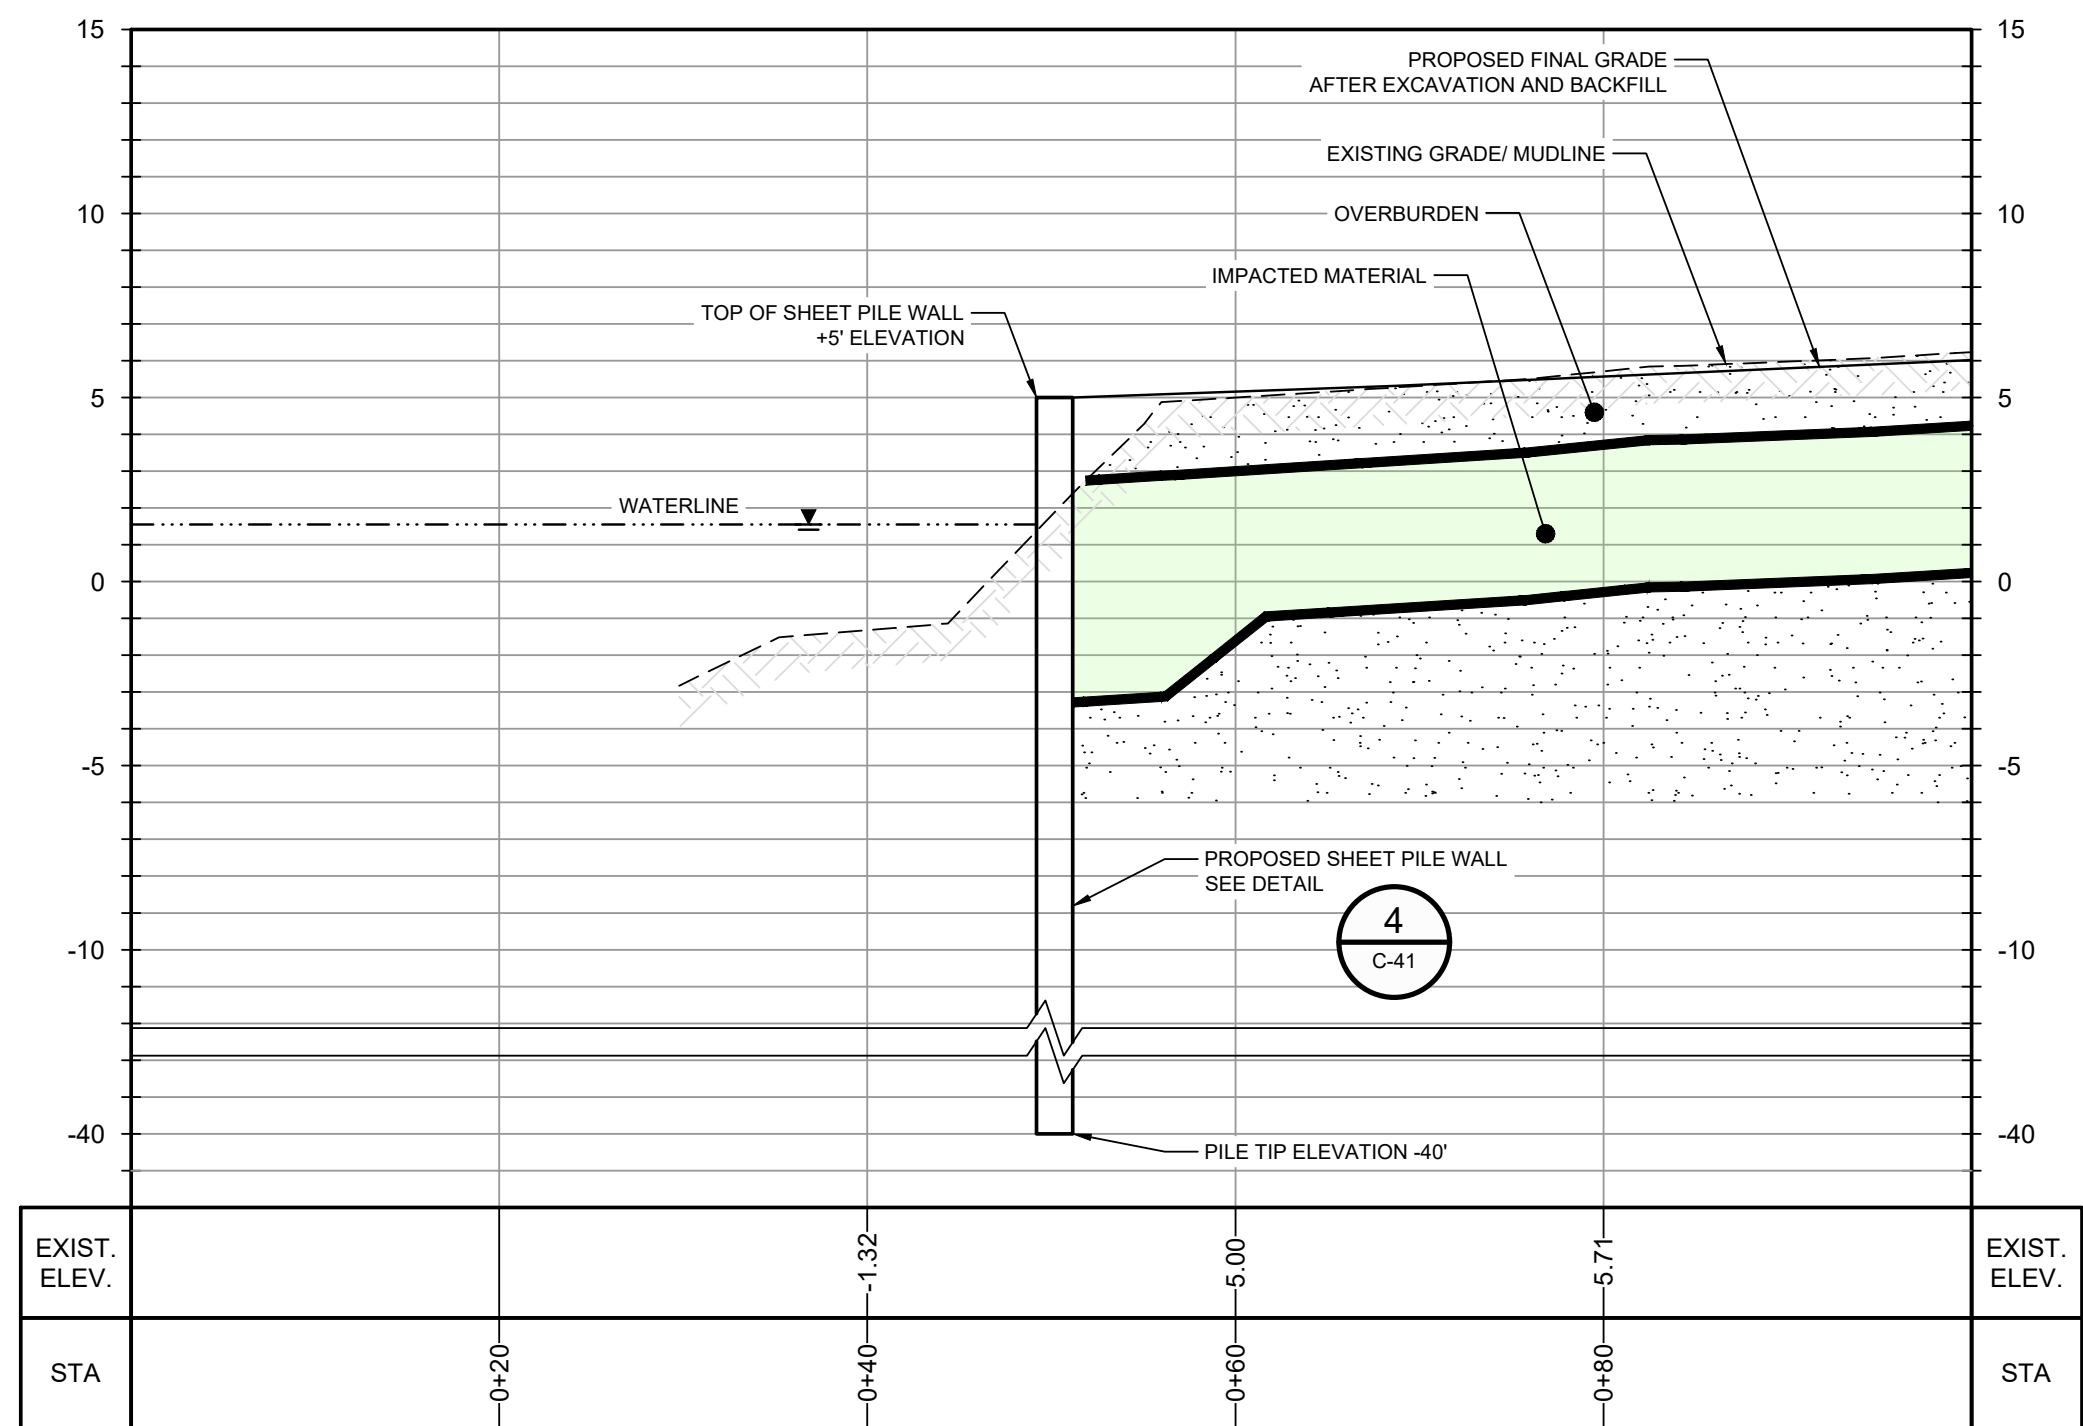 15
15
PROPOSED FINAL GRADE
AFTER EXCAVATION AND BACKFILL
EXISTING GRADE/ MUDLINE
10
OVERBURDEN
10
IMPACTED MATERIAL
TOP OF SHEET PILE WALL
+5' ELEVATION
5
5
WATERLINE
0
0
-5
-5
PROPOSED SHEET PILE WALL
SEE DETAIL
4
C-41
-10
-10
-40
-40
PILE TIP ELEVATION -40'
EXIST.
ELEV.
-1.32
5.00
5.71
EXIST.
ELEV.
STA
0+20
0+40
0+60
0+80
STA